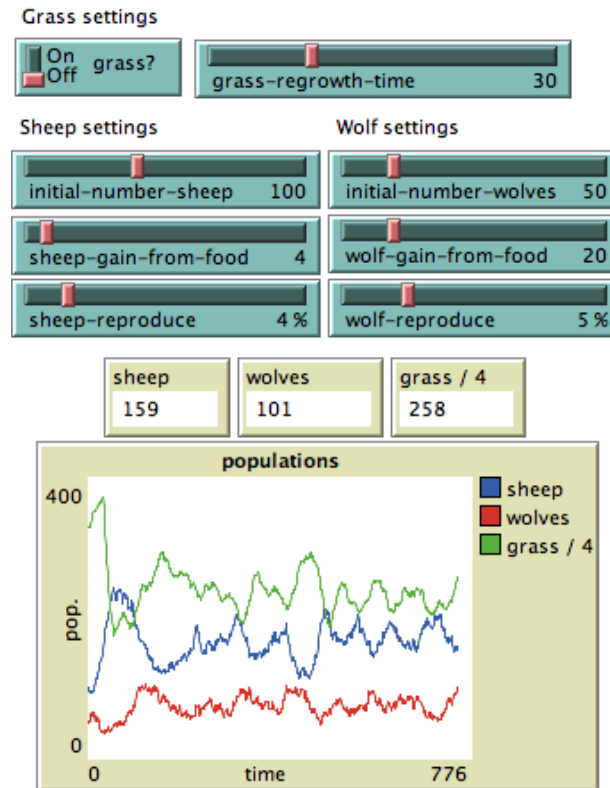 Grass settings
On
Off
grass?
grass-regrowth-time 30
Sheep settings
Wolf settings
initial-number-sheep 100
initial-number-wolves 50
sheep-gain-from-food 4
wolf-gain-from-food 20
sheep-reproduce 4 %
wolf-reproduce 5 %
sheep
159
wolves
101
grass / 4
258
populations
400
pop.
0
0
time
776
sheep
wolves
grass / 4